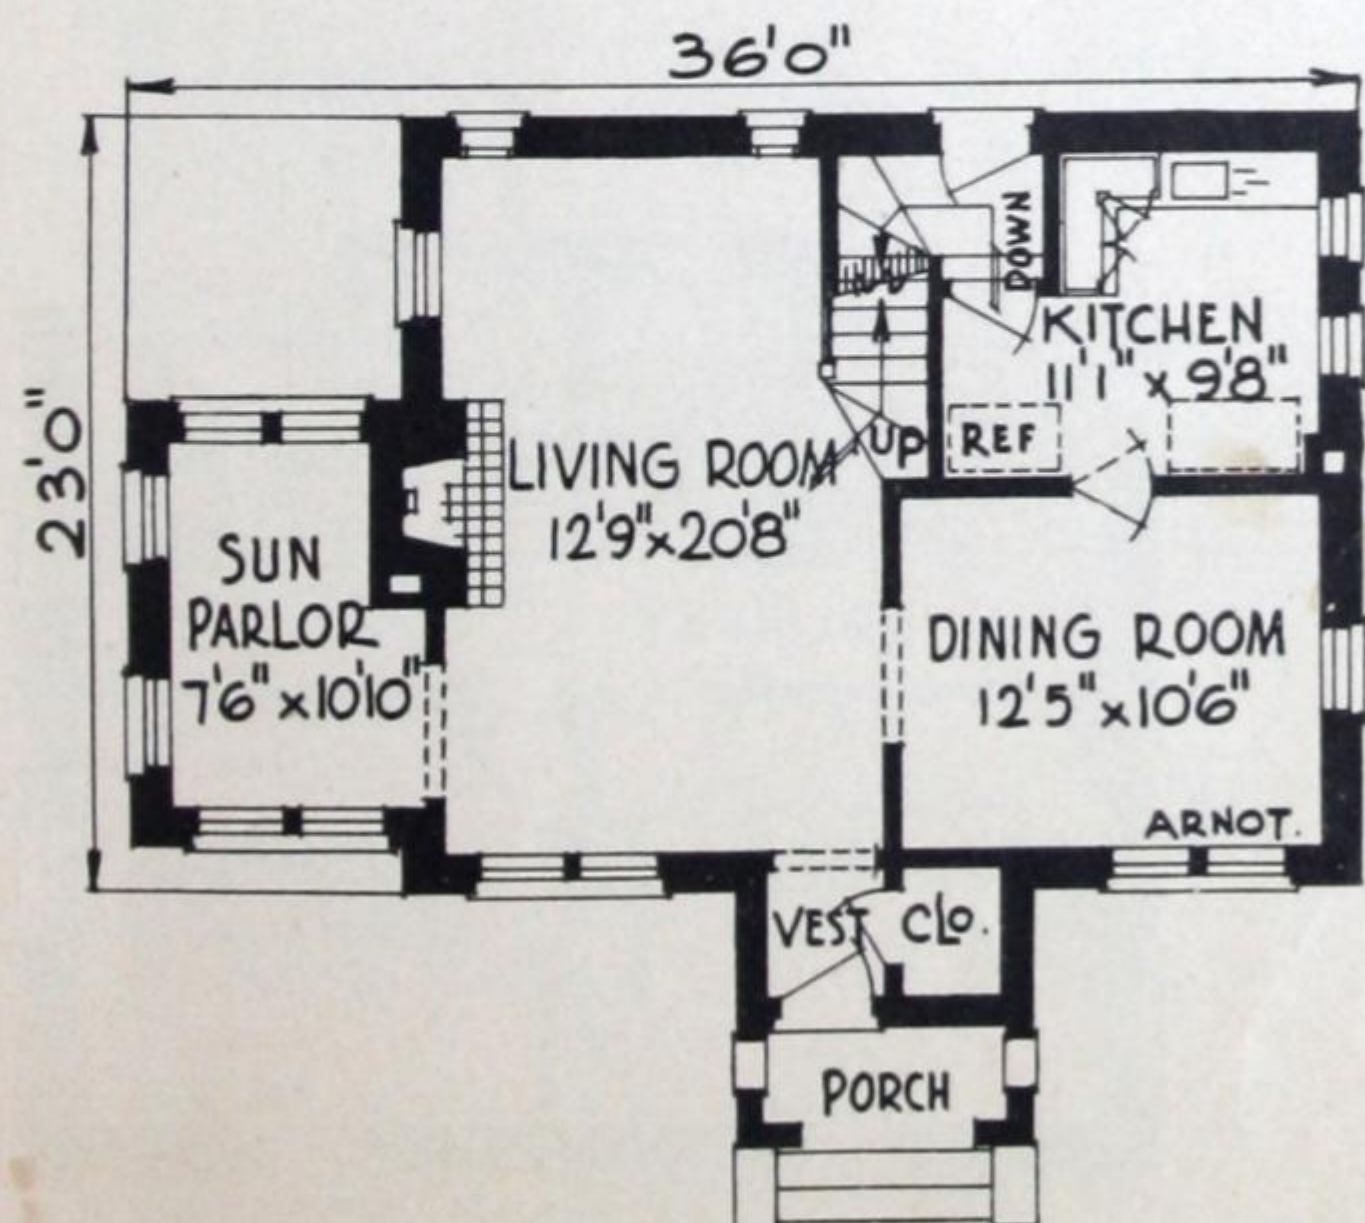 36'0"
23'0"
DOWN
KITCHEN
11'1" x 9'8"
UP
REF
LIVING ROOM
12'9" x 20'8"
SUN
PARLOR
7'6" x 10'10"
DINING ROOM
12'5" x 10'6"
ARNOT.
VEST
CLO.
PORCH